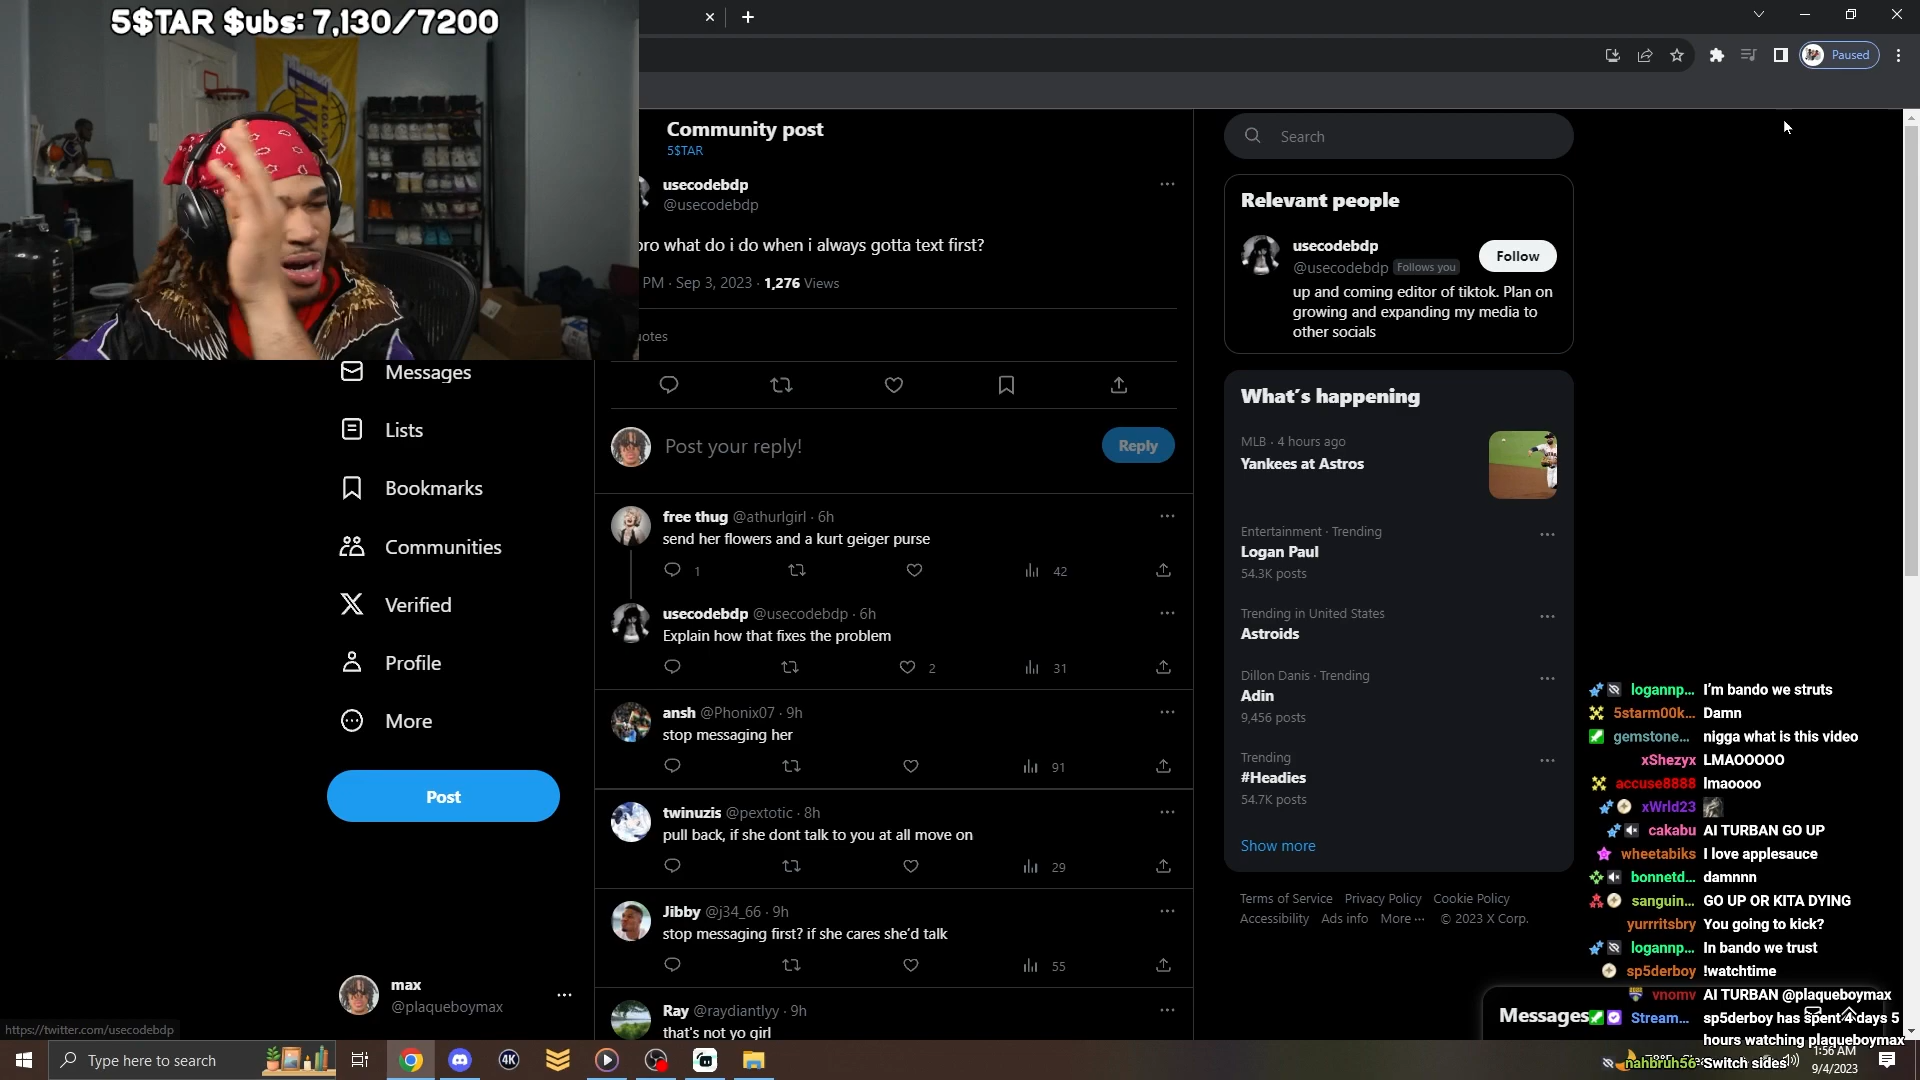 5$TAR $ubs: 7,130/7200
Paused
Community post
5$TAR
usecodebdp
@usecodebdp
bro what do i do when i always gotta text first?
PM · Sep 3, 2023 · 1,276 Views
Post your reply!
Reply
free thug @athurlgirl · 6h
send her flowers and a kurt geiger purse
1
42
usecodebdp @usecodebdp · 6h
Explain how that fixes the problem
2
31
ansh @Phonix07 · 9h
stop messaging her
91
twinuzis @pextotic · 8h
pull back, if she dont talk to you at all move on
29
Jibby @j34_66 · 9h
stop messaging first? if she cares she'd talk
55
Ray @raydiantlyy · 9h
that's not yo girl
Messages
Lists
Bookmarks
Communities
Verified
Profile
More
Post
max
@plaqueboymax
https://twitter.com/usecodebdp
Search
Relevant people
usecodebdp
@usecodebdp Follows you
Follow
up and coming editor of tiktok. Plan on
growing and expanding my media to
other socials
What's happening
MLB · 4 hours ago
Yankees at Astros
Entertainment · Trending
Logan Paul
54.3K posts
Trending in United States
Astroids
Dillon Danis · Trending
Adin
9,456 posts
Trending
#Headies
54.7K posts
Show more
Terms of Service Privacy Policy Cookie Policy
Accessibility Ads info More ··· © 2023 X Corp.
Messages
logannp... I'm bando we struts
5starm00k... Damn
gemstone... nigga what is this video
xShezyx LMAOOOOO
accuse8888 lmaoooo
xWrld23
cakabu AI TURBAN GO UP
wheetabiks I love applesauce
bonnetd... damnnn
sanguin... GO UP OR KITA DYING
yurrritsbry You going to kick?
logannp... In bando we trust
sp5derboy !watchtime
vnomv AI TURBAN @plaqueboymax
Stream... sp5derboy has spent 4 days 5
hours watching plaqueboymax
nahbruh56 Switch sides
Type here to search
4K
1:56 AM
9/4/2023